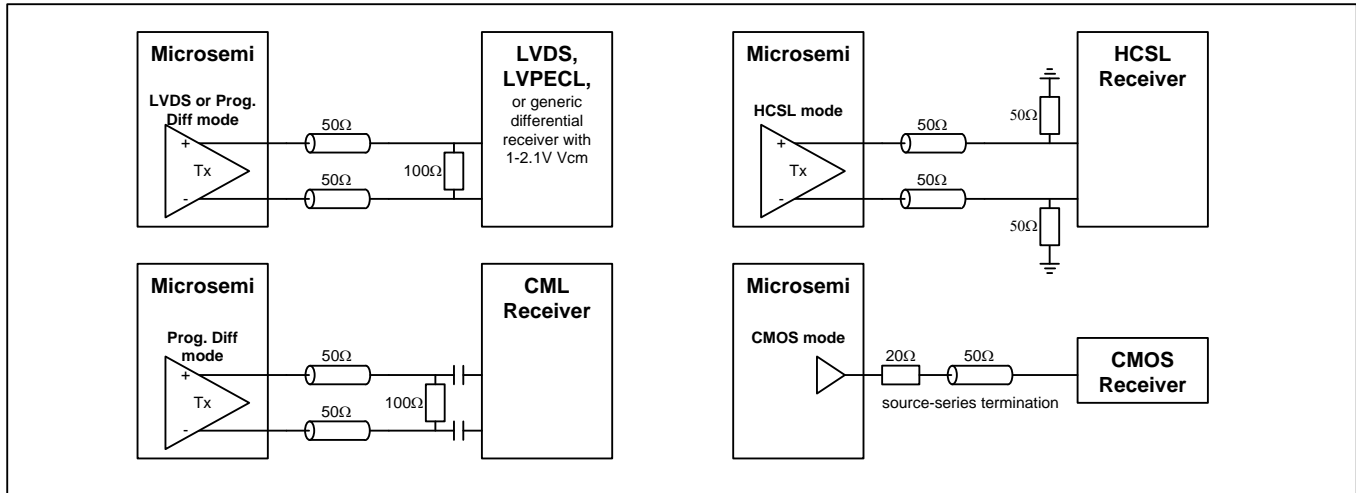 Microsemi
LVDS or Prog.
Diff mode
+
Tx
-
50Ω
50Ω
100Ω
LVDS,
LVPECL,
or generic
differential
receiver with
1-2.1V Vcm
Microsemi
HCSL mode
+
Tx
-
50Ω
50Ω
50Ω
50Ω
HCSL
Receiver
Microsemi
Prog. Diff
mode
+
Tx
-
50Ω
50Ω
100Ω
CML
Receiver
Microsemi
CMOS mode
20Ω
50Ω
source-series termination
CMOS
Receiver